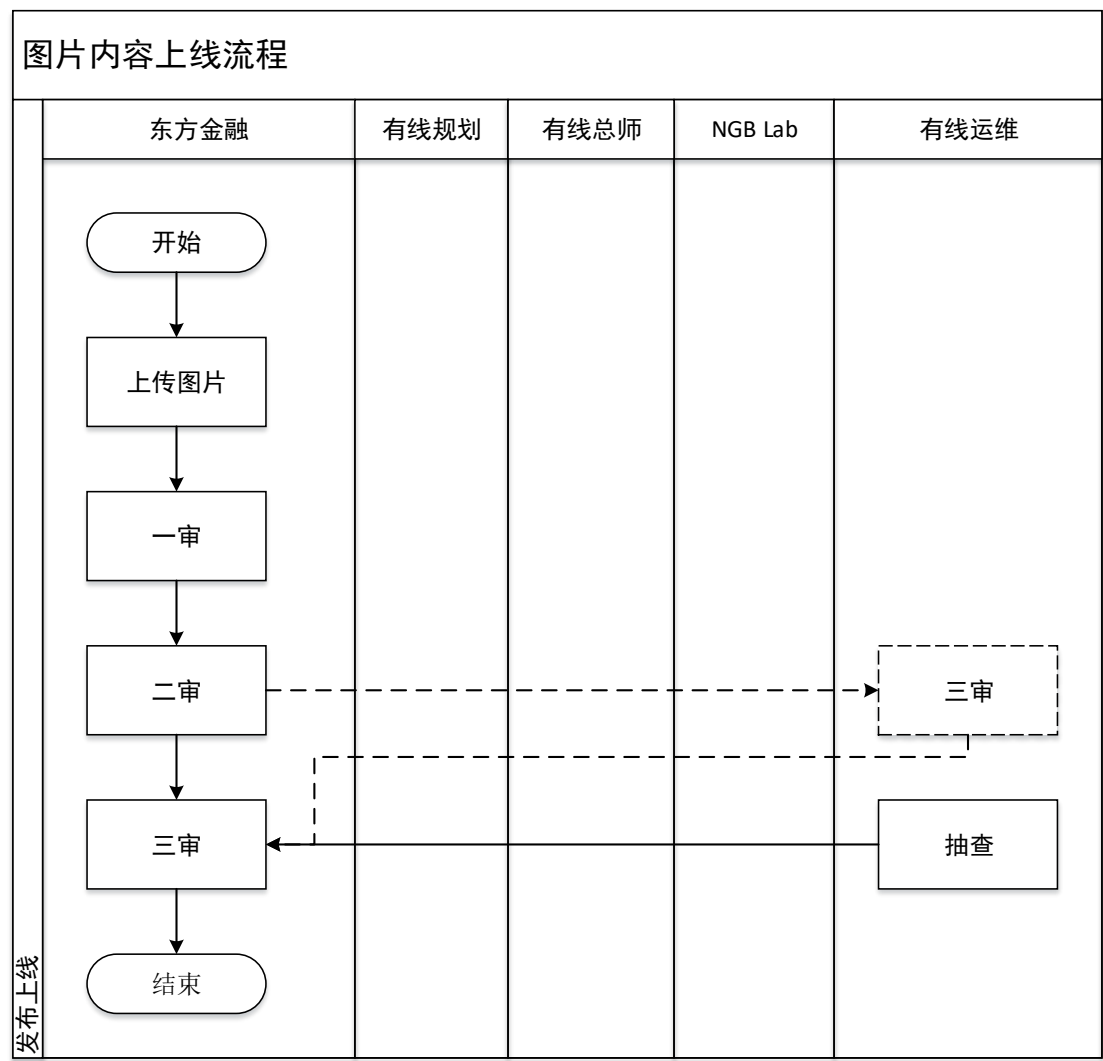 图片内容上线流程
东方金融
有线规划
有线总师
NGB Lab
有线运维
开始
上传图片
一审
二审
三审
三审
抽查
结束
发布上线